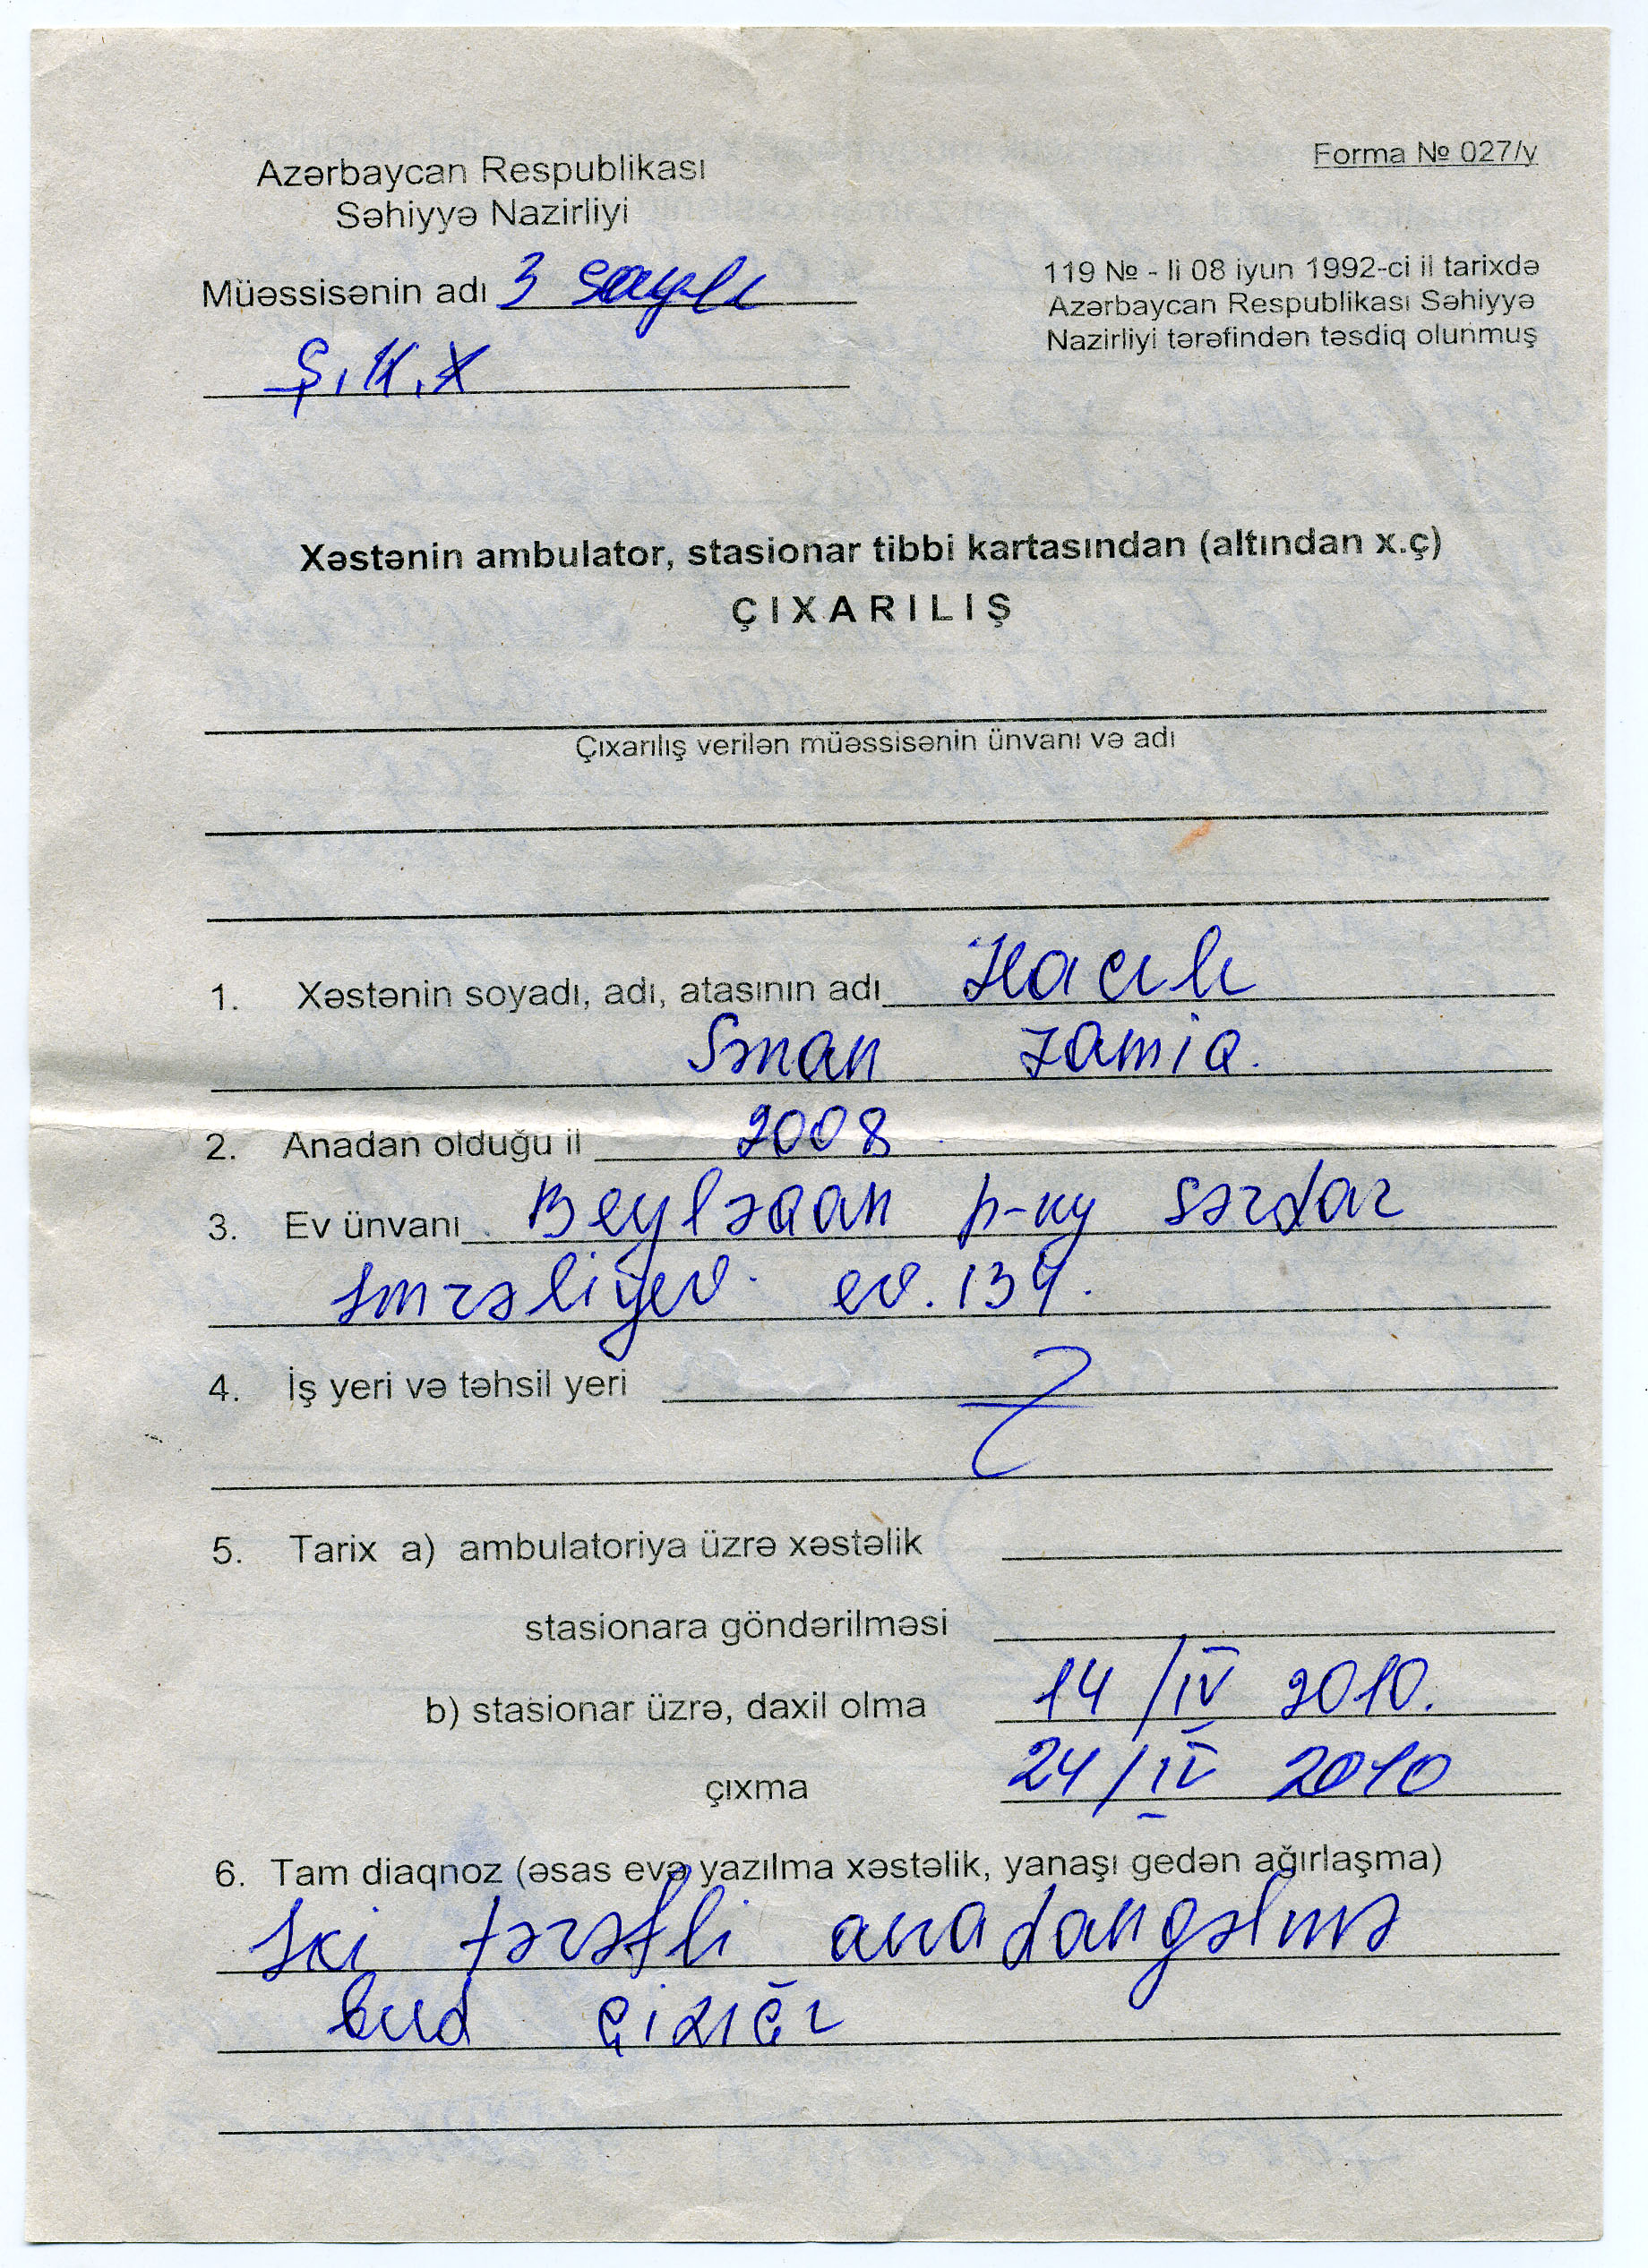 Forma № 027/y
Azərbaycan Respublikası
Səhiyyə Nazirliyi
Müəssisənin adı 3 saylı
Ş.K.X
119 № - li 08 iyun 1992-ci il tarixdə
Azərbaycan Respublikası Səhiyyə
Nazirliyi tərəfindən təsdiq olunmuş
Xəstənin ambulator, stasionar tibbi kartasından (altından x.ç)
ÇIXARILIŞ
Çıxarılış verilən müəssisənin ünvanı və adı
1. Xəstənin soyadı, adı, atasının adı Hacılı
Sənan Zamiq.
2. Anadan olduğu il 2008
3. Ev ünvanı Beyləqan р-ну Sərdar
İmrəliyev. ev. 134.
4. İş yeri və təhsil yeri
5. Tarix a) ambulatoriya üzrə xəstəlik
stasionara göndərilməsi
b) stasionar üzrə, daxil olma 14/IV 2010.
çıxma 24/IV 2010
6. Tam diaqnoz (əsas evə yazılma xəstəlik, yanaşı gedən ağırlaşma)
İki tərəfli anadangəlmə
bud çıxığı